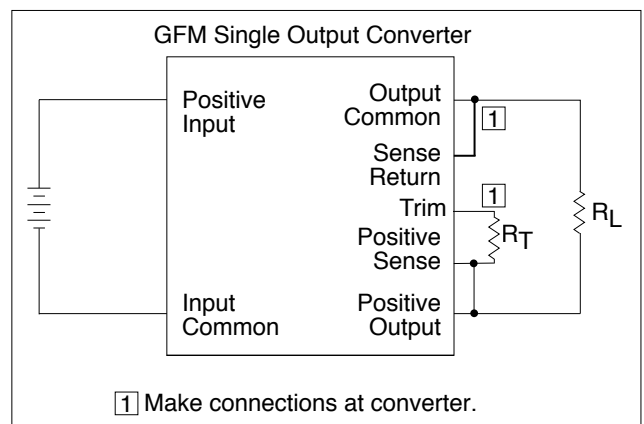 GFM Single Output Converter
Positive
Input
Output
Common
1
Sense
Return
Trim
1
RT
RL
Positive
Sense
Input
Common
Positive
Output
1 Make connections at converter.